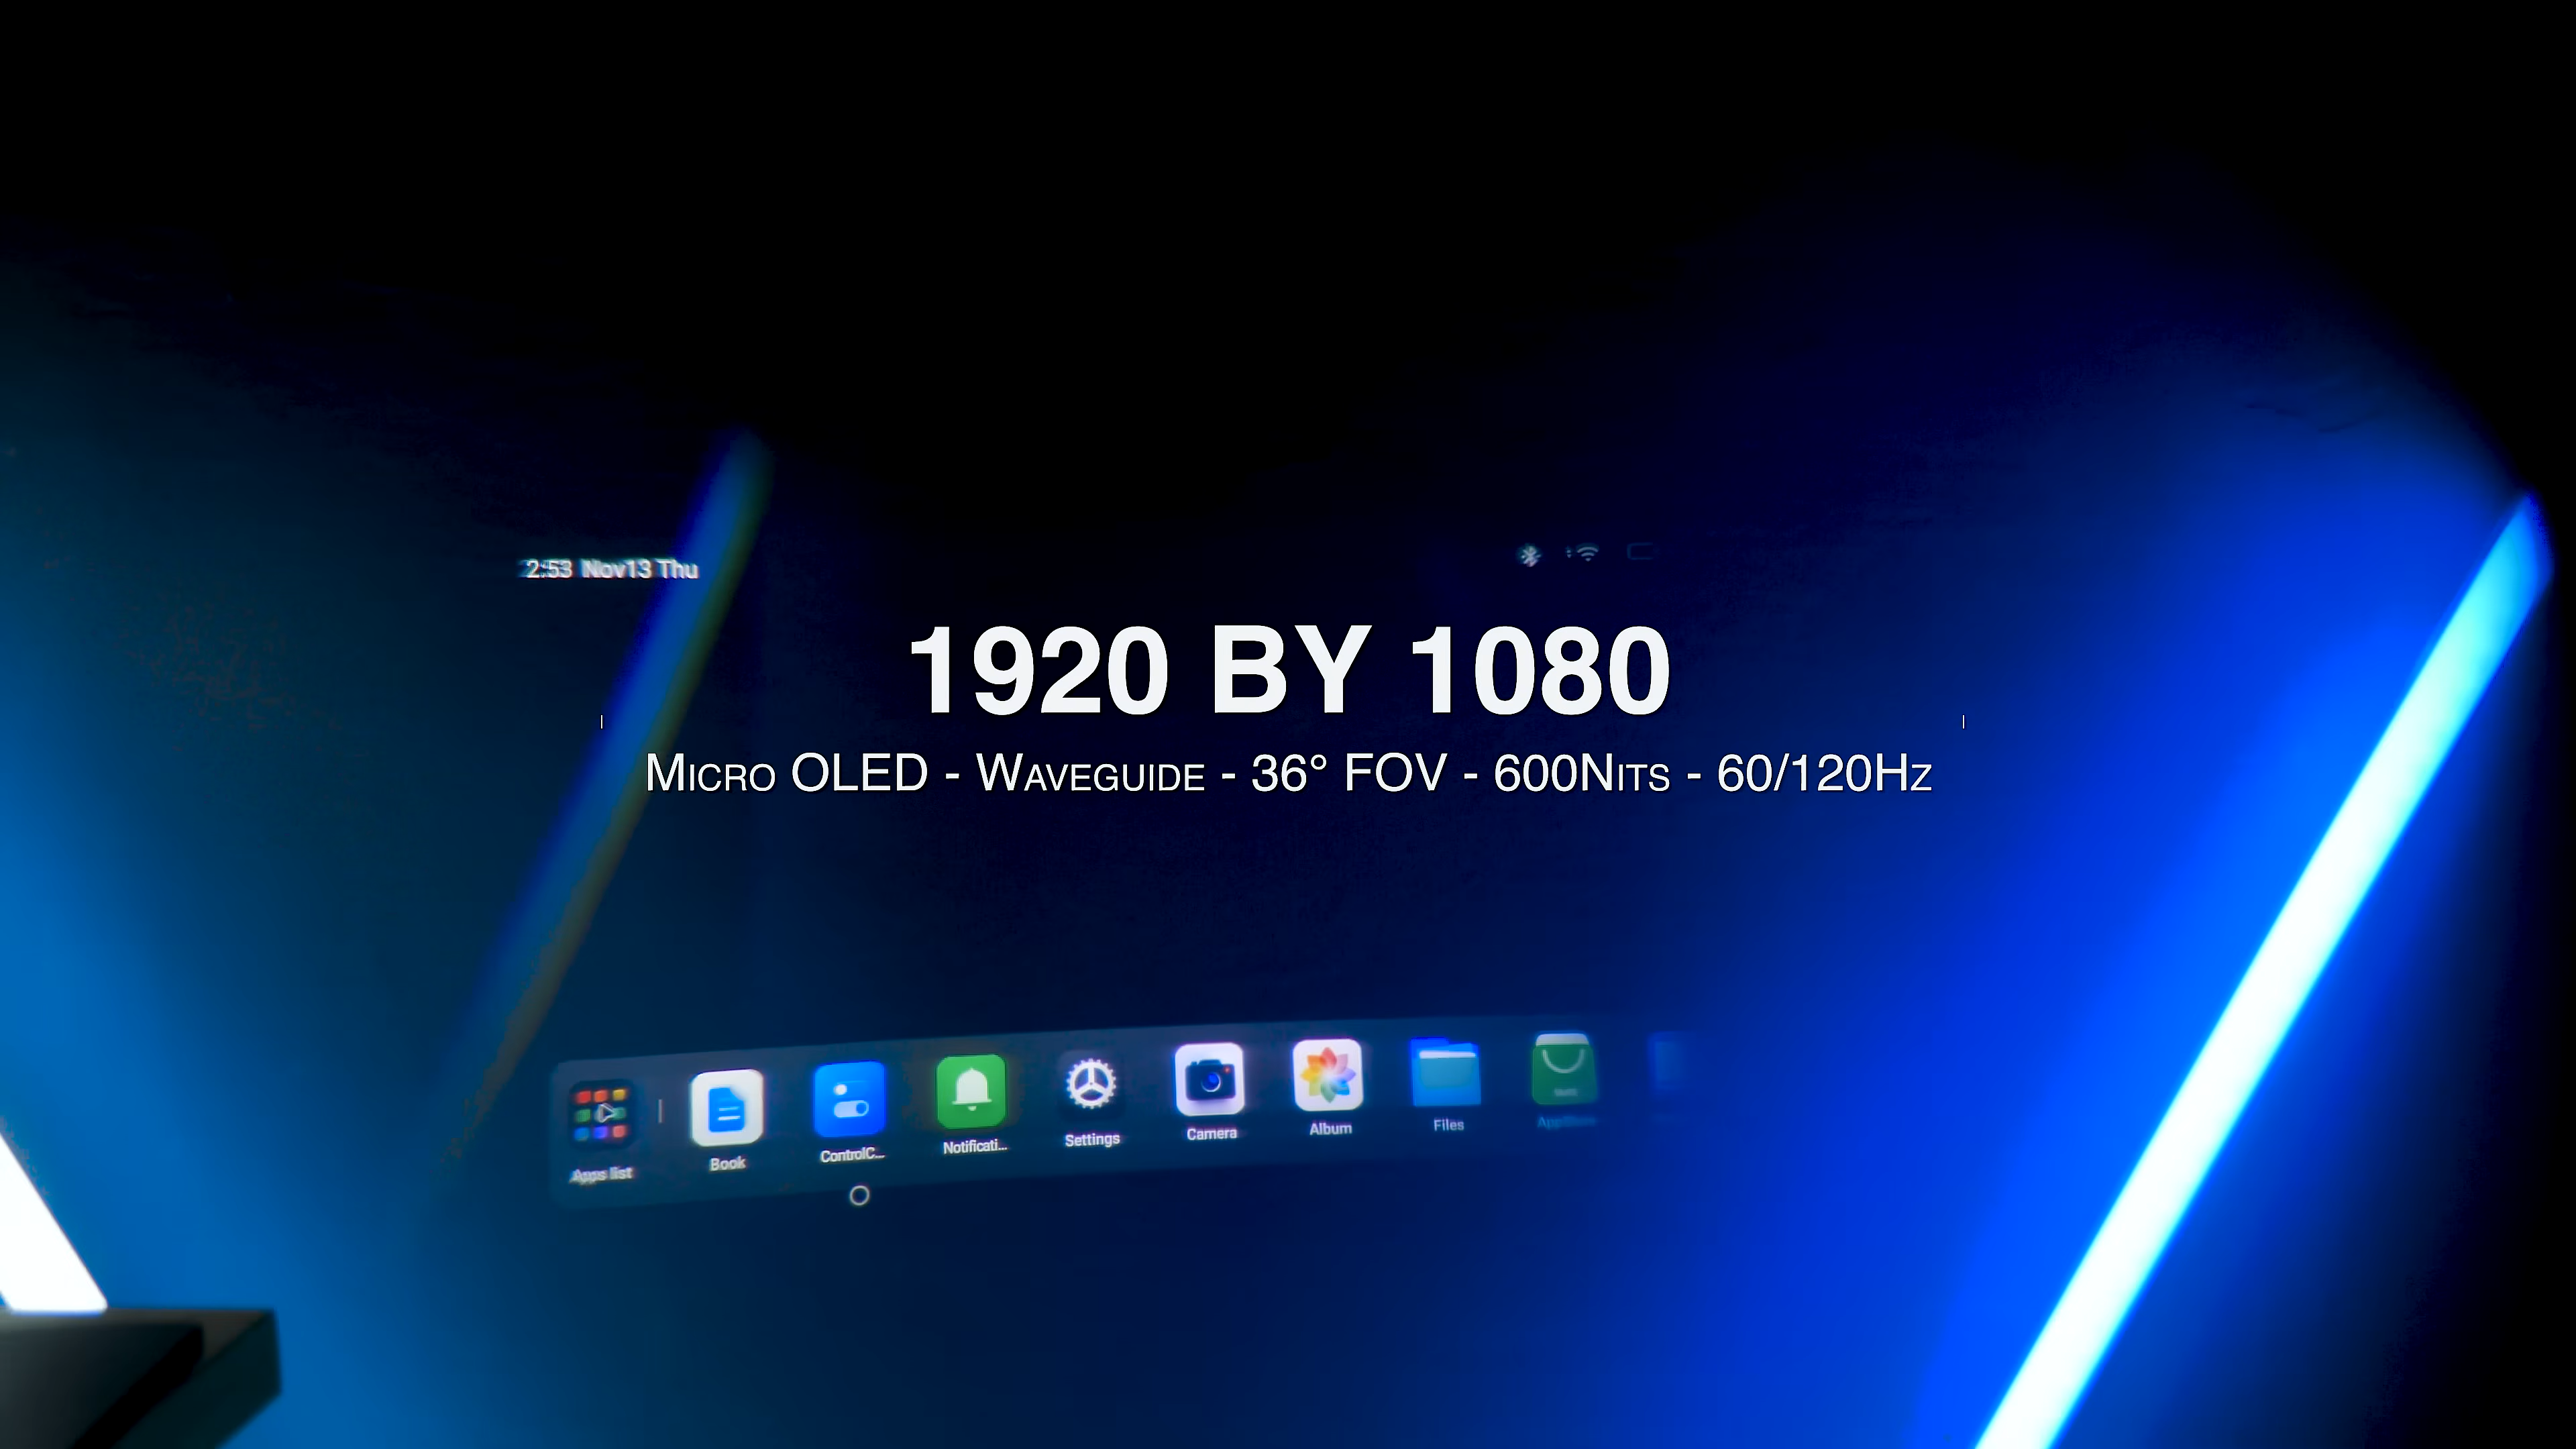 2:53 Nov13 Thu
1920 BY 1080
Micro OLED - Waveguide - 36° FOV - 600Nits - 60/120Hz
Apps list
Book
ControlC...
Notificati...
Settings
Camera
Album
Files
AppStore